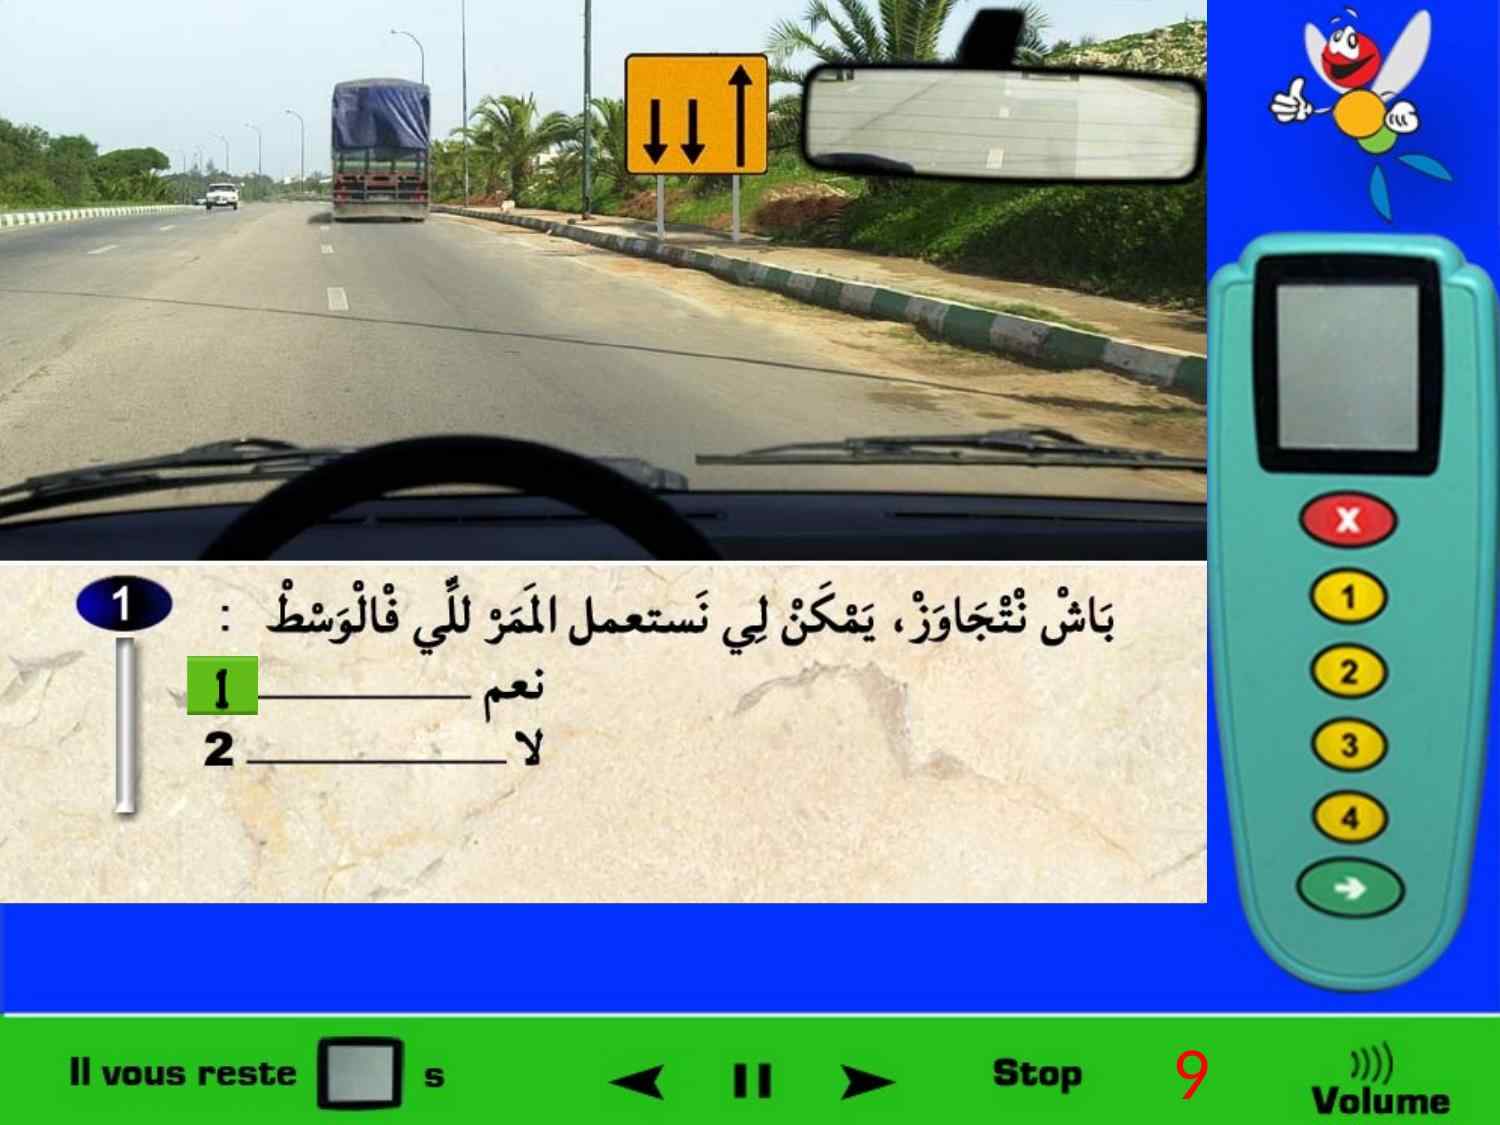 1
بَاشْ نْتْجَاوَزْ، يَمْكَنْ لِي نَستعمل المَمَرْ للِّي فْالْوَسْطْ :
نعم 1
لا 2
X
1
2
3
4
Il vous reste s
Stop
9
Volume